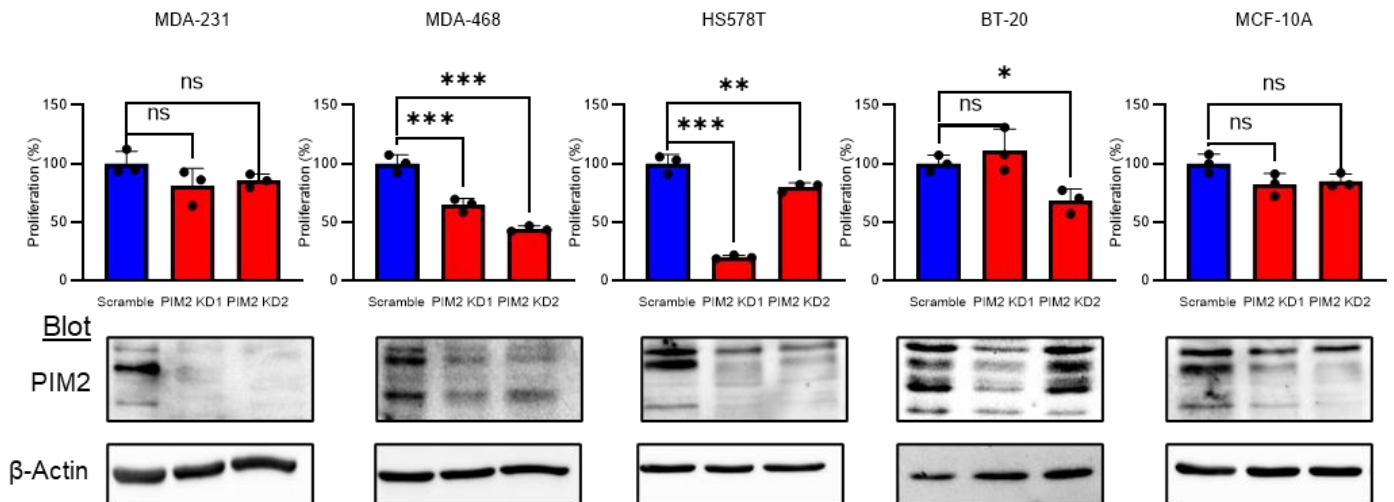 MDA-231
MDA-468
HS578T
BT-20
MCF-10A
ns
ns
150
100
50
0
Proliferation (%)
Scramble PIM2 KD1 PIM2 KD2
***
***
150
100
50
0
Proliferation (%)
Scramble PIM2 KD1 PIM2 KD2
**
***
150
100
50
0
Proliferation (%)
Scramble PIM2 KD1 PIM2 KD2
*
ns
150
100
50
0
Proliferation (%)
Scramble PIM2 KD1 PIM2 KD2
ns
ns
150
100
50
0
Proliferation (%)
Scramble PIM2 KD1 PIM2 KD2
Blot
PIM2
β-Actin